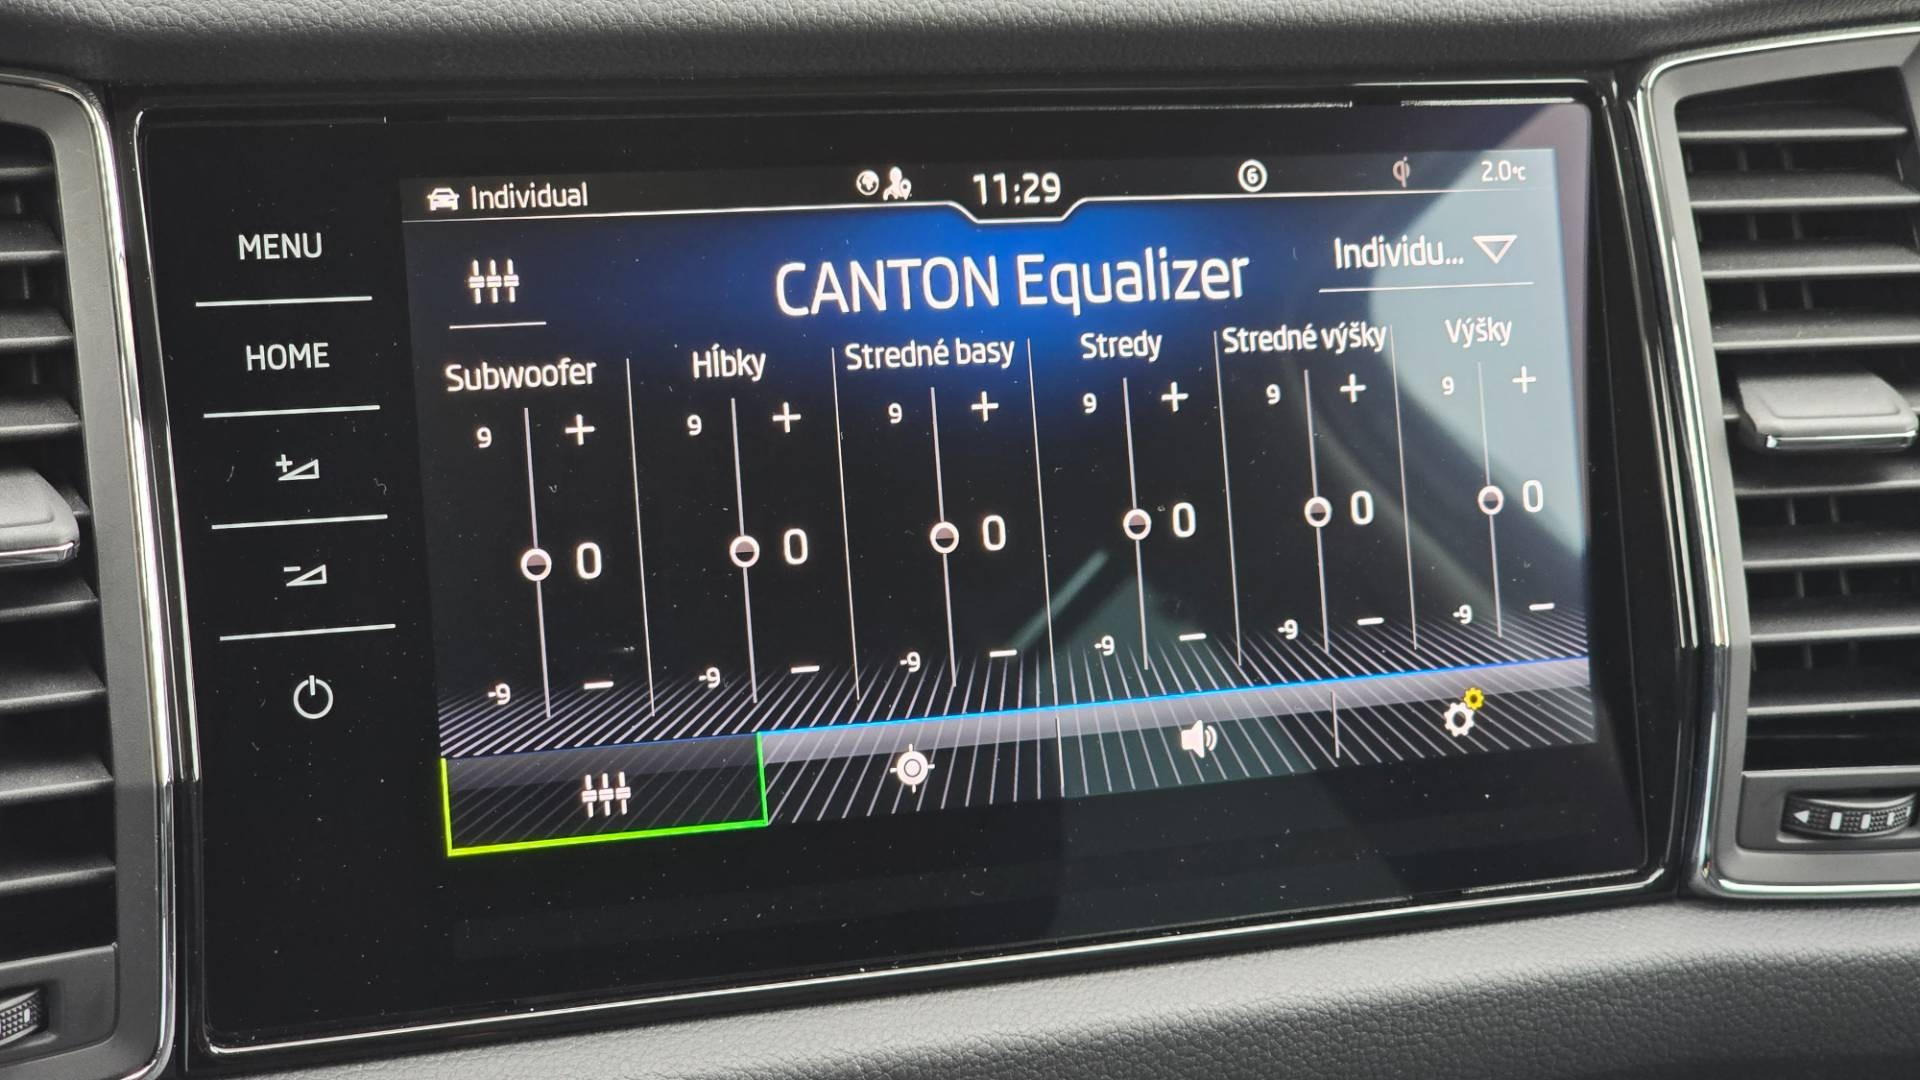 Individual
11:29
6
2.0°C
MENU
HOME
CANTON Equalizer
Individu...
Subwoofer
Hĺbky
Stredné basy
Stredy
Stredné výšky
Výšky
9 + 9 + 9 + 9 + 9 + 9 +
0 0 0 0 0 0
-9 − -9 − -9 − -9 − -9 − -9 −